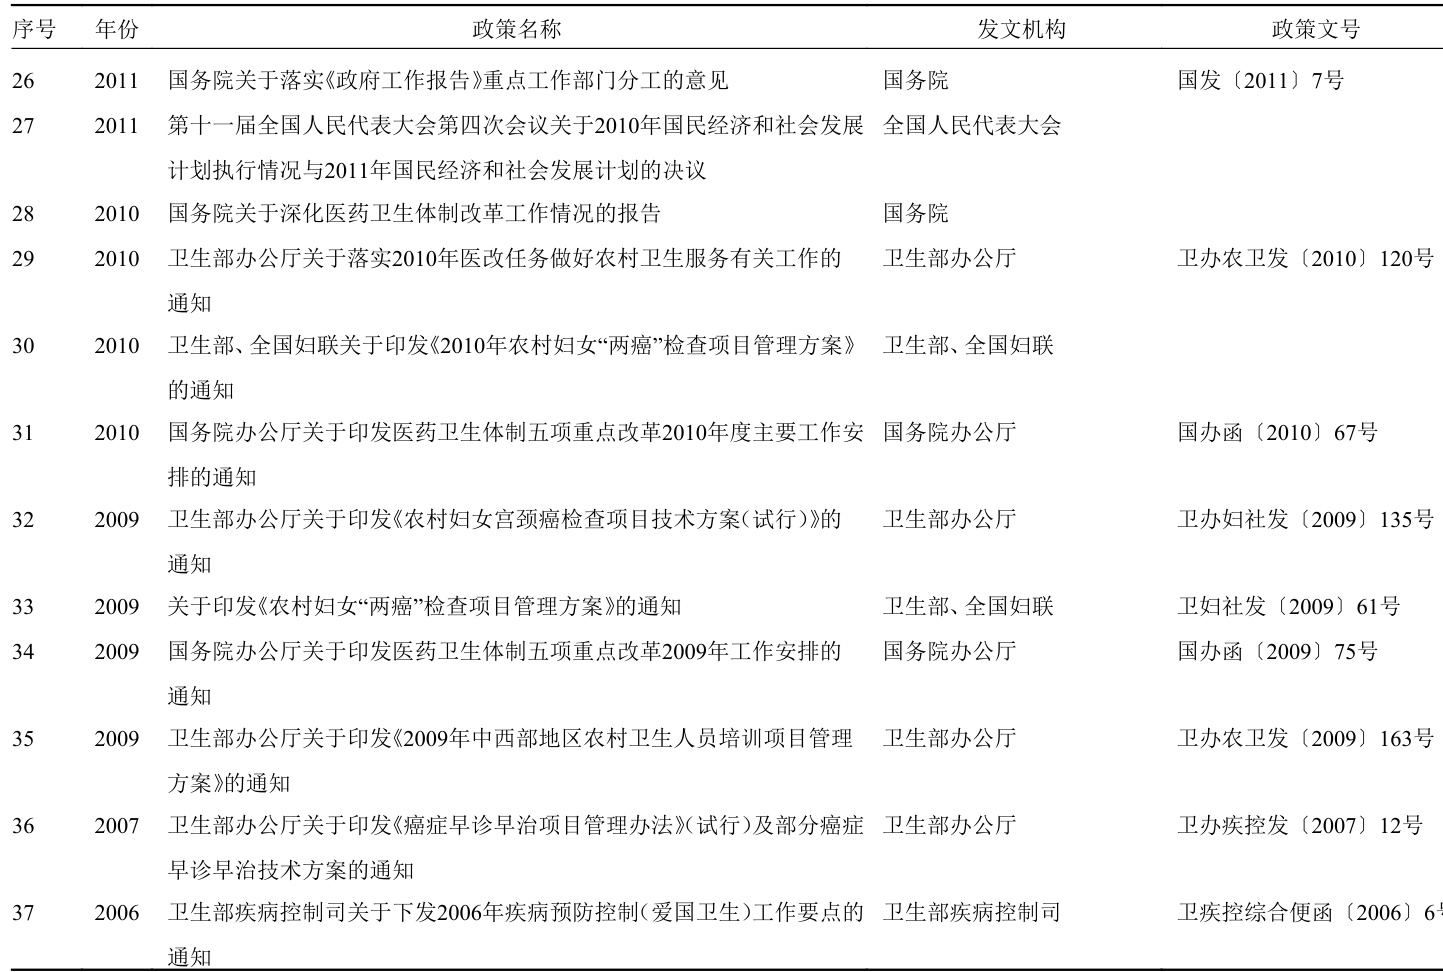 序号 年份 政策名称 发文机构 政策文号
26 2011 国务院关于落实《政府工作报告》重点工作部门分工的意见 国务院 国发〔2011〕7号
27 2011 第十一届全国人民代表大会第四次会议关于2010年国民经济和社会发展 全国人民代表大会
计划执行情况与2011年国民经济和社会发展计划的决议
28 2010 国务院关于深化医药卫生体制改革工作情况的报告 国务院
29 2010 卫生部办公厅关于落实2010年医改任务做好农村卫生服务有关工作的 卫生部办公厅 卫办农卫发〔2010〕120号
通知
30 2010 卫生部、全国妇联关于印发《2010年农村妇女“两癌”检查项目管理方案》 卫生部、全国妇联
的通知
31 2010 国务院办公厅关于印发医药卫生体制五项重点改革2010年度主要工作安 国务院办公厅 国办函〔2010〕67号
排的通知
32 2009 卫生部办公厅关于印发《农村妇女宫颈癌检查项目技术方案（试行）》的 卫生部办公厅 卫办妇社发〔2009〕135号
通知
33 2009 关于印发《农村妇女“两癌”检查项目管理方案》的通知 卫生部、全国妇联 卫妇社发〔2009〕61号
34 2009 国务院办公厅关于印发医药卫生体制五项重点改革2009年工作安排的 国务院办公厅 国办函〔2009〕75号
通知
35 2009 卫生部办公厅关于印发《2009年中西部地区农村卫生人员培训项目管理 卫生部办公厅 卫办农卫发〔2009〕163号
方案》的通知
36 2007 卫生部办公厅关于印发《癌症早诊早治项目管理办法》（试行）及部分癌症 卫生部办公厅 卫办疾控发〔2007〕12号
早诊早治技术方案的通知
37 2006 卫生部疾病控制司关于下发2006年疾病预防控制（爱国卫生）工作要点的 卫生部疾病控制司 卫疾控综合便函〔2006〕6号
通知